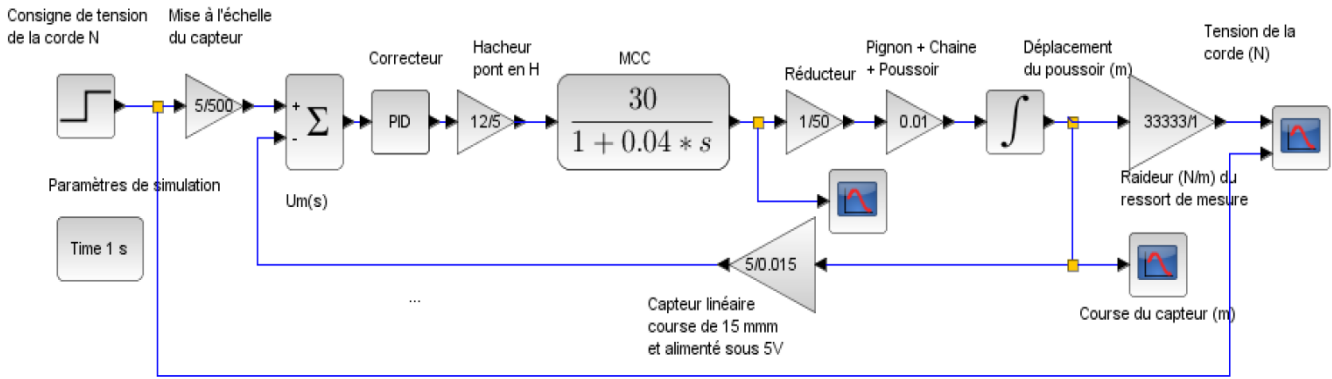 Consigne de tension
de la corde N
Mise à l'échelle
du capteur
Correcteur
Hacheur
pont en H
MCC
Réducteur
Pignon + Chaine
+ Poussoir
Déplacement
du poussoir (m)
Tension de la
corde (N)
5/500
+
-
Σ
PID
12/5
30
1 + 0.04 * s
1/50
0.01
∫
33333/1
Paramètres de simulation
Um(s)
Raideur (N/m) du
ressort de mesure
Time 1 s
5/0.015
...
Capteur linéaire
course de 15 mmm
et alimenté sous 5V
Course du capteur (m)